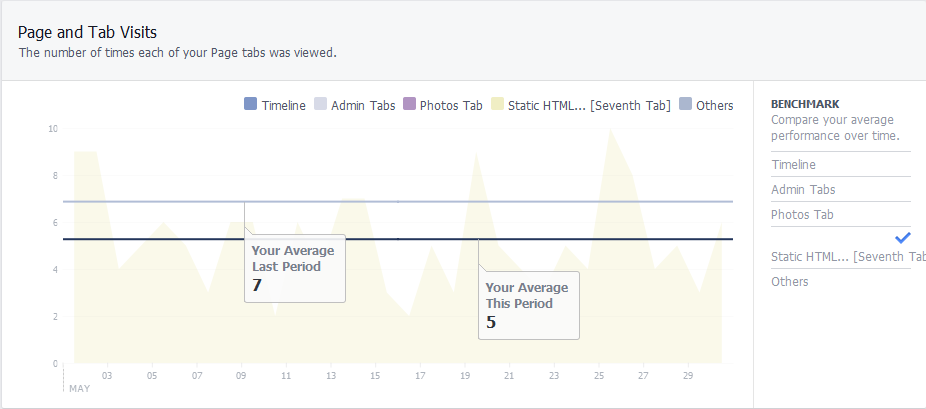 Page and Tab Visits
The number of times each of your Page tabs was viewed.
Timeline Admin Tabs Photos Tab Static HTML... [Seventh Tab] Others
10
8
6
4
2
0
Your Average
Last Period
7
Your Average
This Period
5
03 05 07 09 11 13 15 17 19 21 23 25 27 29
MAY
BENCHMARK
Compare your average
performance over time.
Timeline
Admin Tabs
Photos Tab
Static HTML... [Seventh Tab
Others